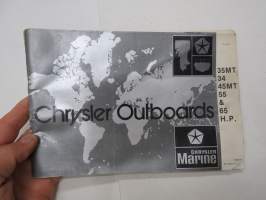 Chrysler Outboards
35MT
34
45MT
55
&
65
H.P.
CHRYSLER
Marine